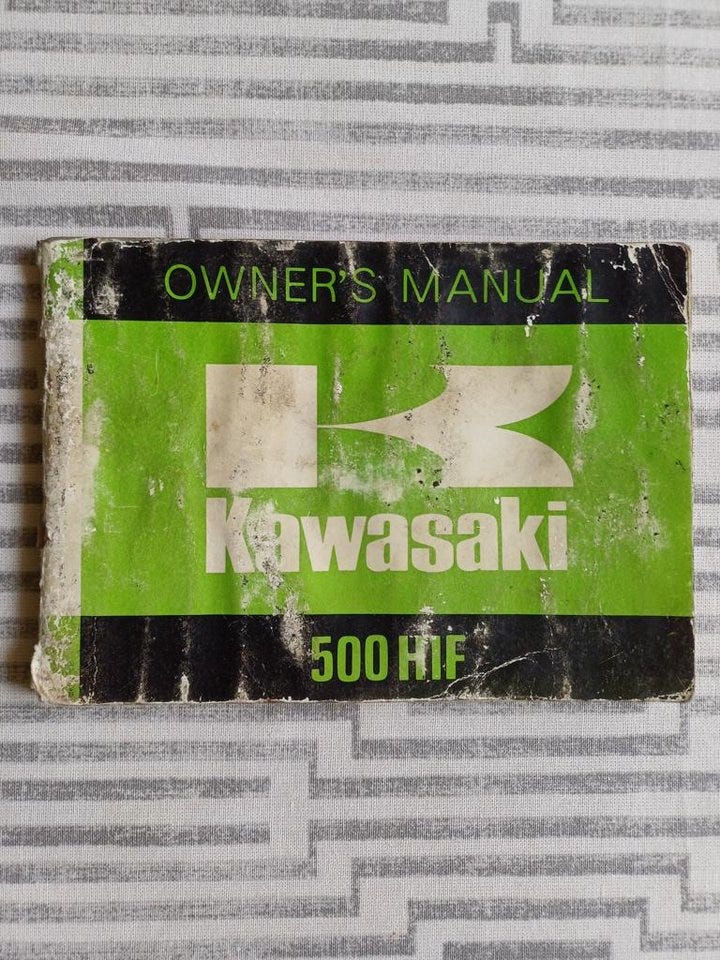 OWNER'S MANUAL
Kawasaki
500 H1F